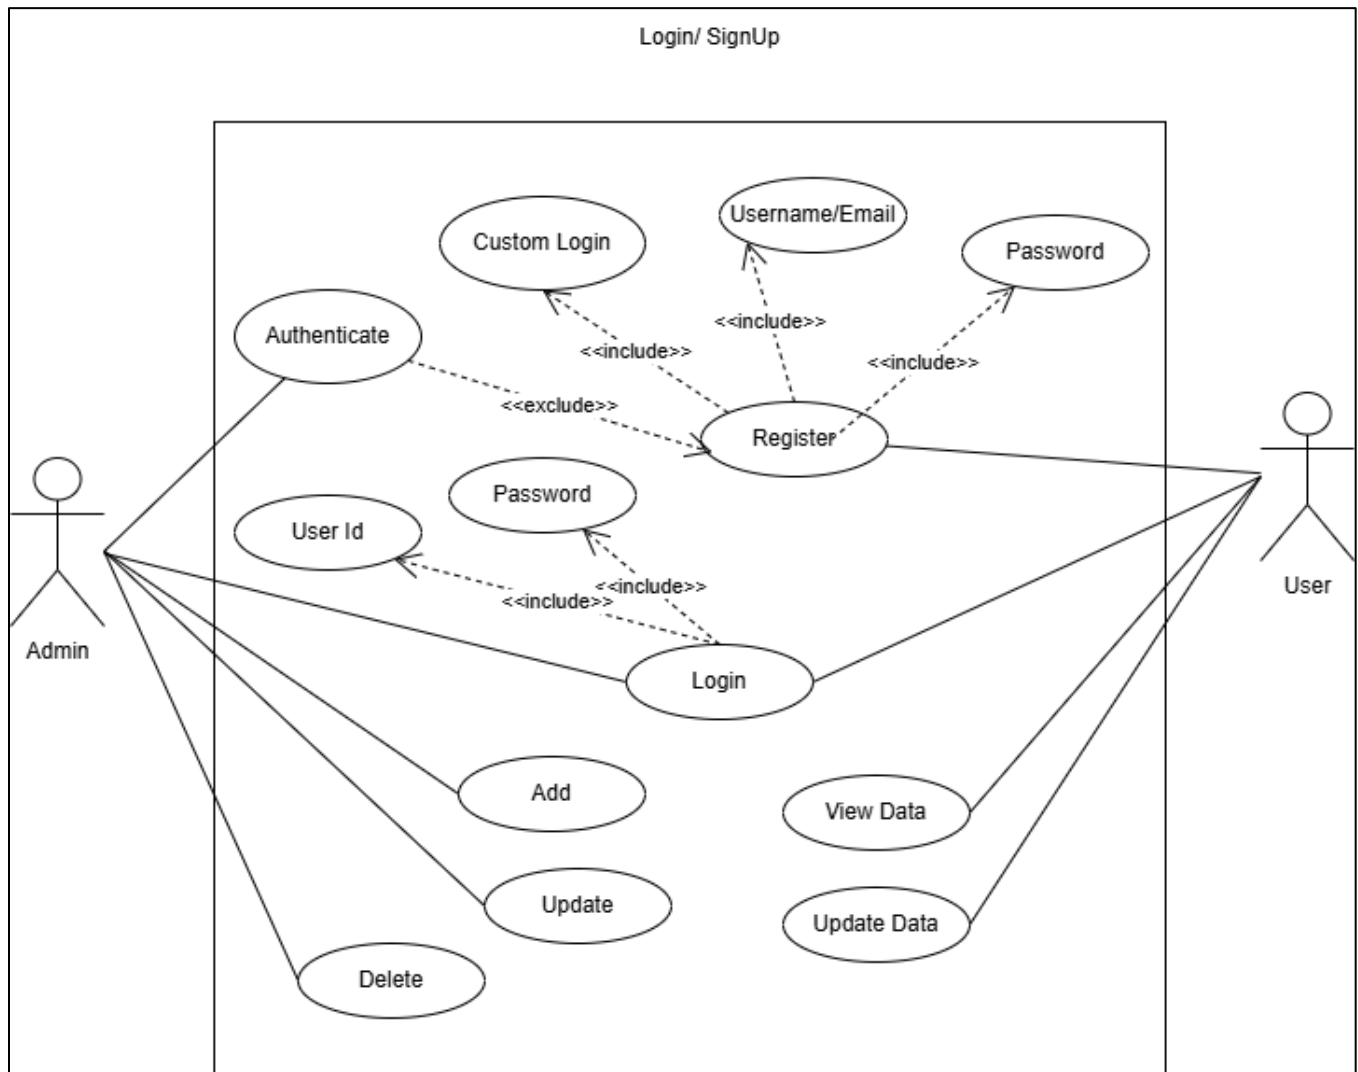 Login/ SignUp
Custom Login
Username/Email
Password
Authenticate
<<include>>
<<include>>
<<include>>
<<exclude>>
Register
Password
User Id
<<include>>
<<include>>
User
Admin
Login
Add
View Data
Update
Update Data
Delete